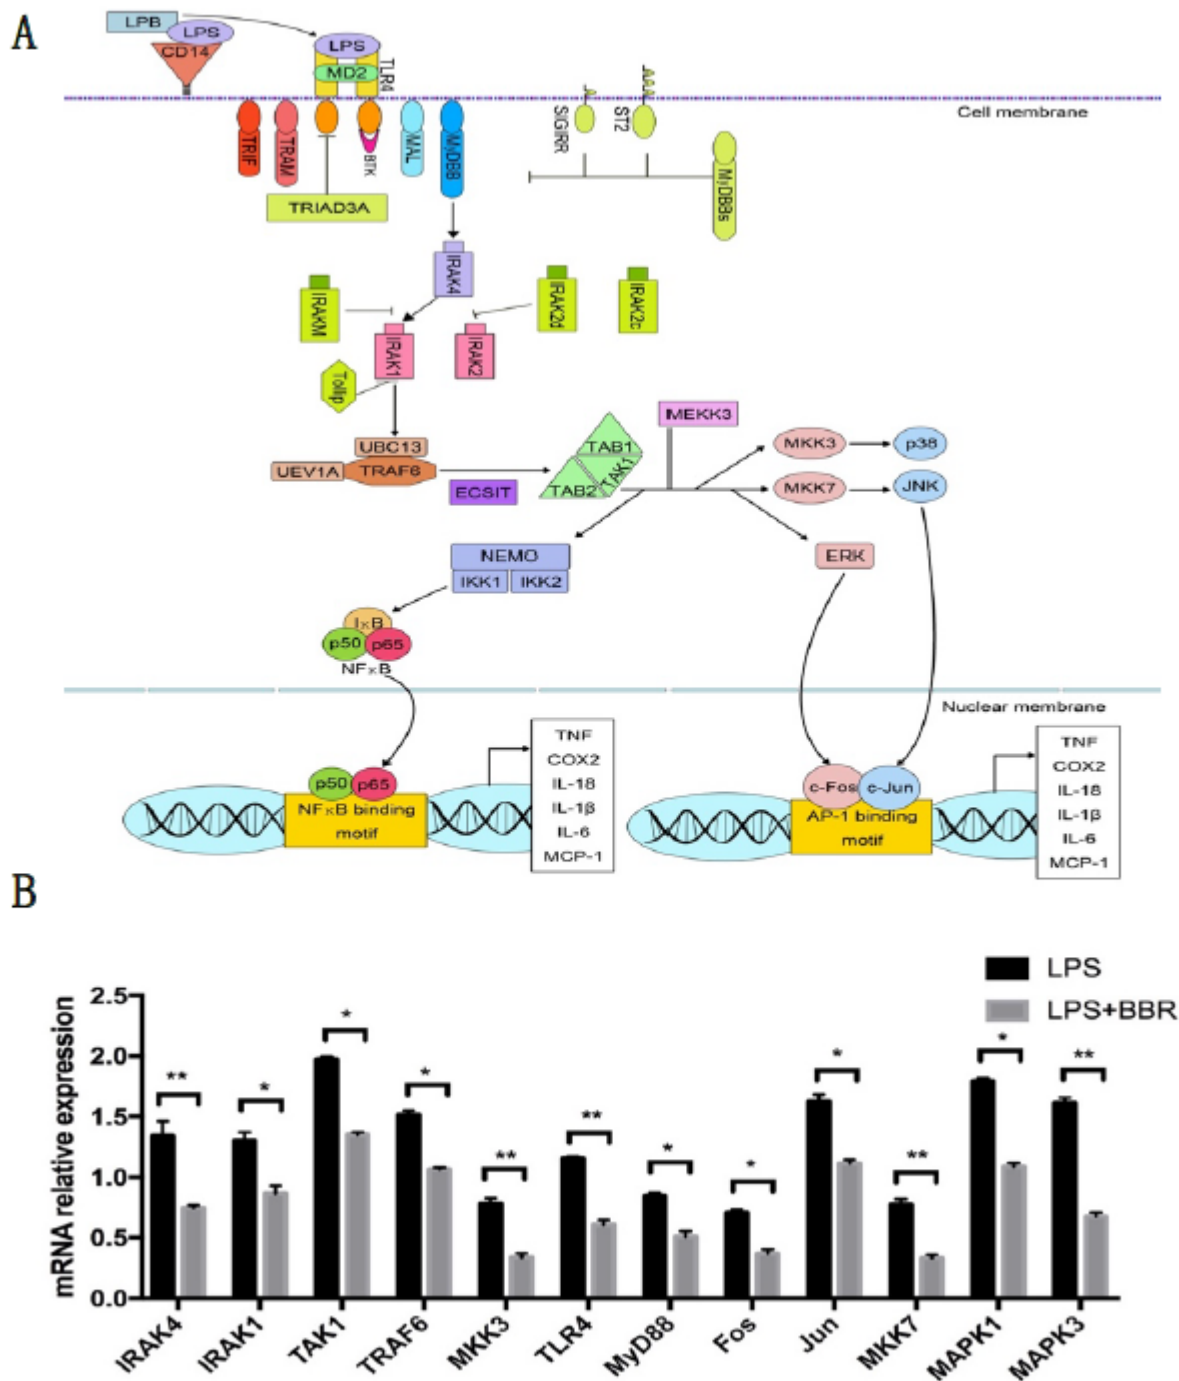 A
LPB
LPS
CD14
LPS
MD2
TLR4
Cell membrane
TRIF
TRAM
BTK
MAL
MyDBB
SIGIRR
ST2
A
AAA
MyDBBs
TRIAD3A
IRAK4
IRAKM
IRAK2d
IRAK2c
IRAK1
IRAK2
Tollip
MEKK3
UBC13
UEV1A
TRAF6
ECSIT
TAB1
TAK1
TAB2
MKK3
p38
MKK7
JNK
NEMO
IKK1
IKK2
ERK
IκB
p50
p65
NFκB
Nuclear membrane
p50
p65
NFκB binding
motif
TNF
COX2
IL-18
IL-1β
IL-6
MCP-1
c-Fos
c-Jun
AP-1 binding
motif
TNF
COX2
IL-18
IL-1β
IL-6
MCP-1
B
LPS
LPS+BBR
mRNA relative expression
2.5
2.0
1.5
1.0
0.5
0.0
** * * * ** ** * * * ** * **
IRAK4 IRAK1 TAK1 TRAF6 MKK3 TLR4 MyD88 Fos Jun MKK7 MAPK1 MAPK3